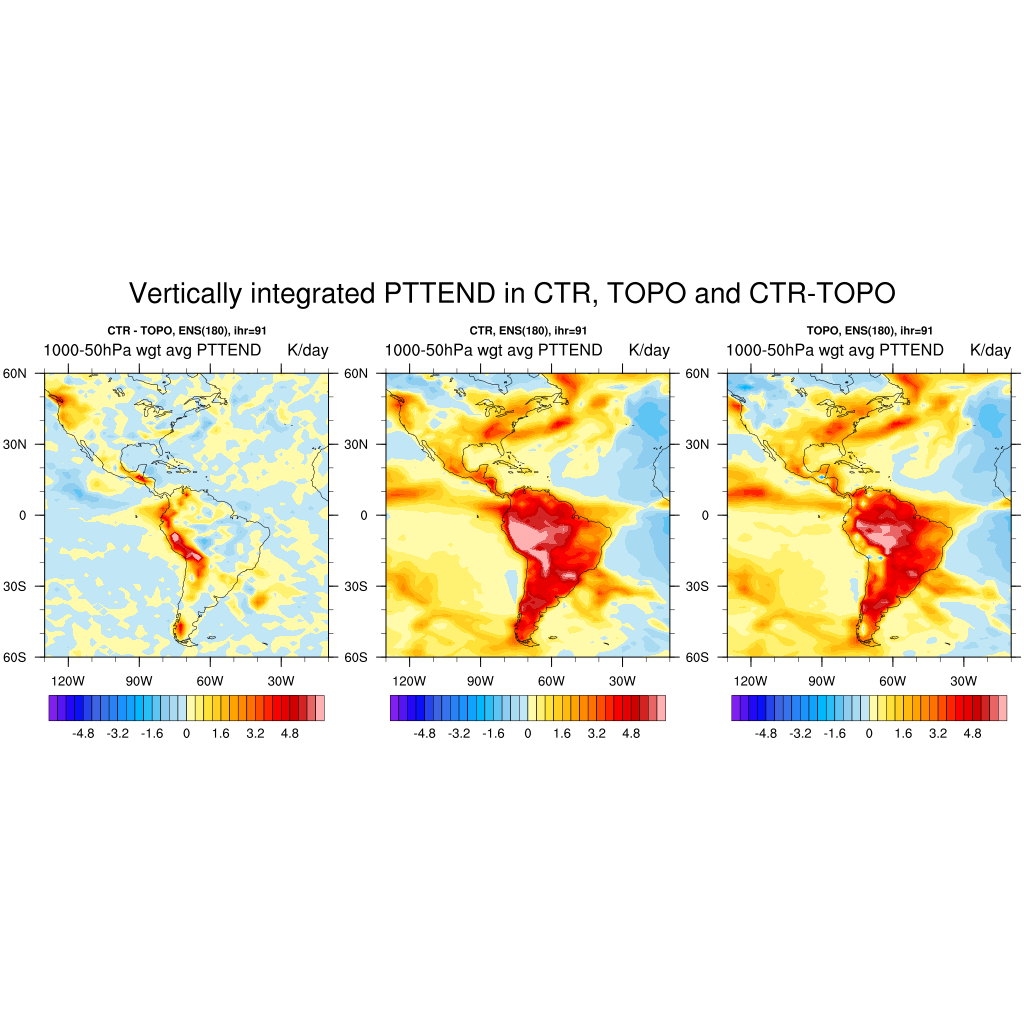 Vertically integrated PTTEND in CTR, TOPO and CTR-TOPO
CTR - TOPO, ENS(180), ihr=91
1000-50hPa wgt avg PTTEND K/day
60N
30N
0
30S
60S
120W 90W 60W 30W
-4.8 -3.2 -1.6 0 1.6 3.2 4.8
CTR, ENS(180), ihr=91
1000-50hPa wgt avg PTTEND K/day
60N
30N
0
30S
60S
120W 90W 60W 30W
-4.8 -3.2 -1.6 0 1.6 3.2 4.8
TOPO, ENS(180), ihr=91
1000-50hPa wgt avg PTTEND K/day
60N
30N
0
30S
60S
120W 90W 60W 30W
-4.8 -3.2 -1.6 0 1.6 3.2 4.8